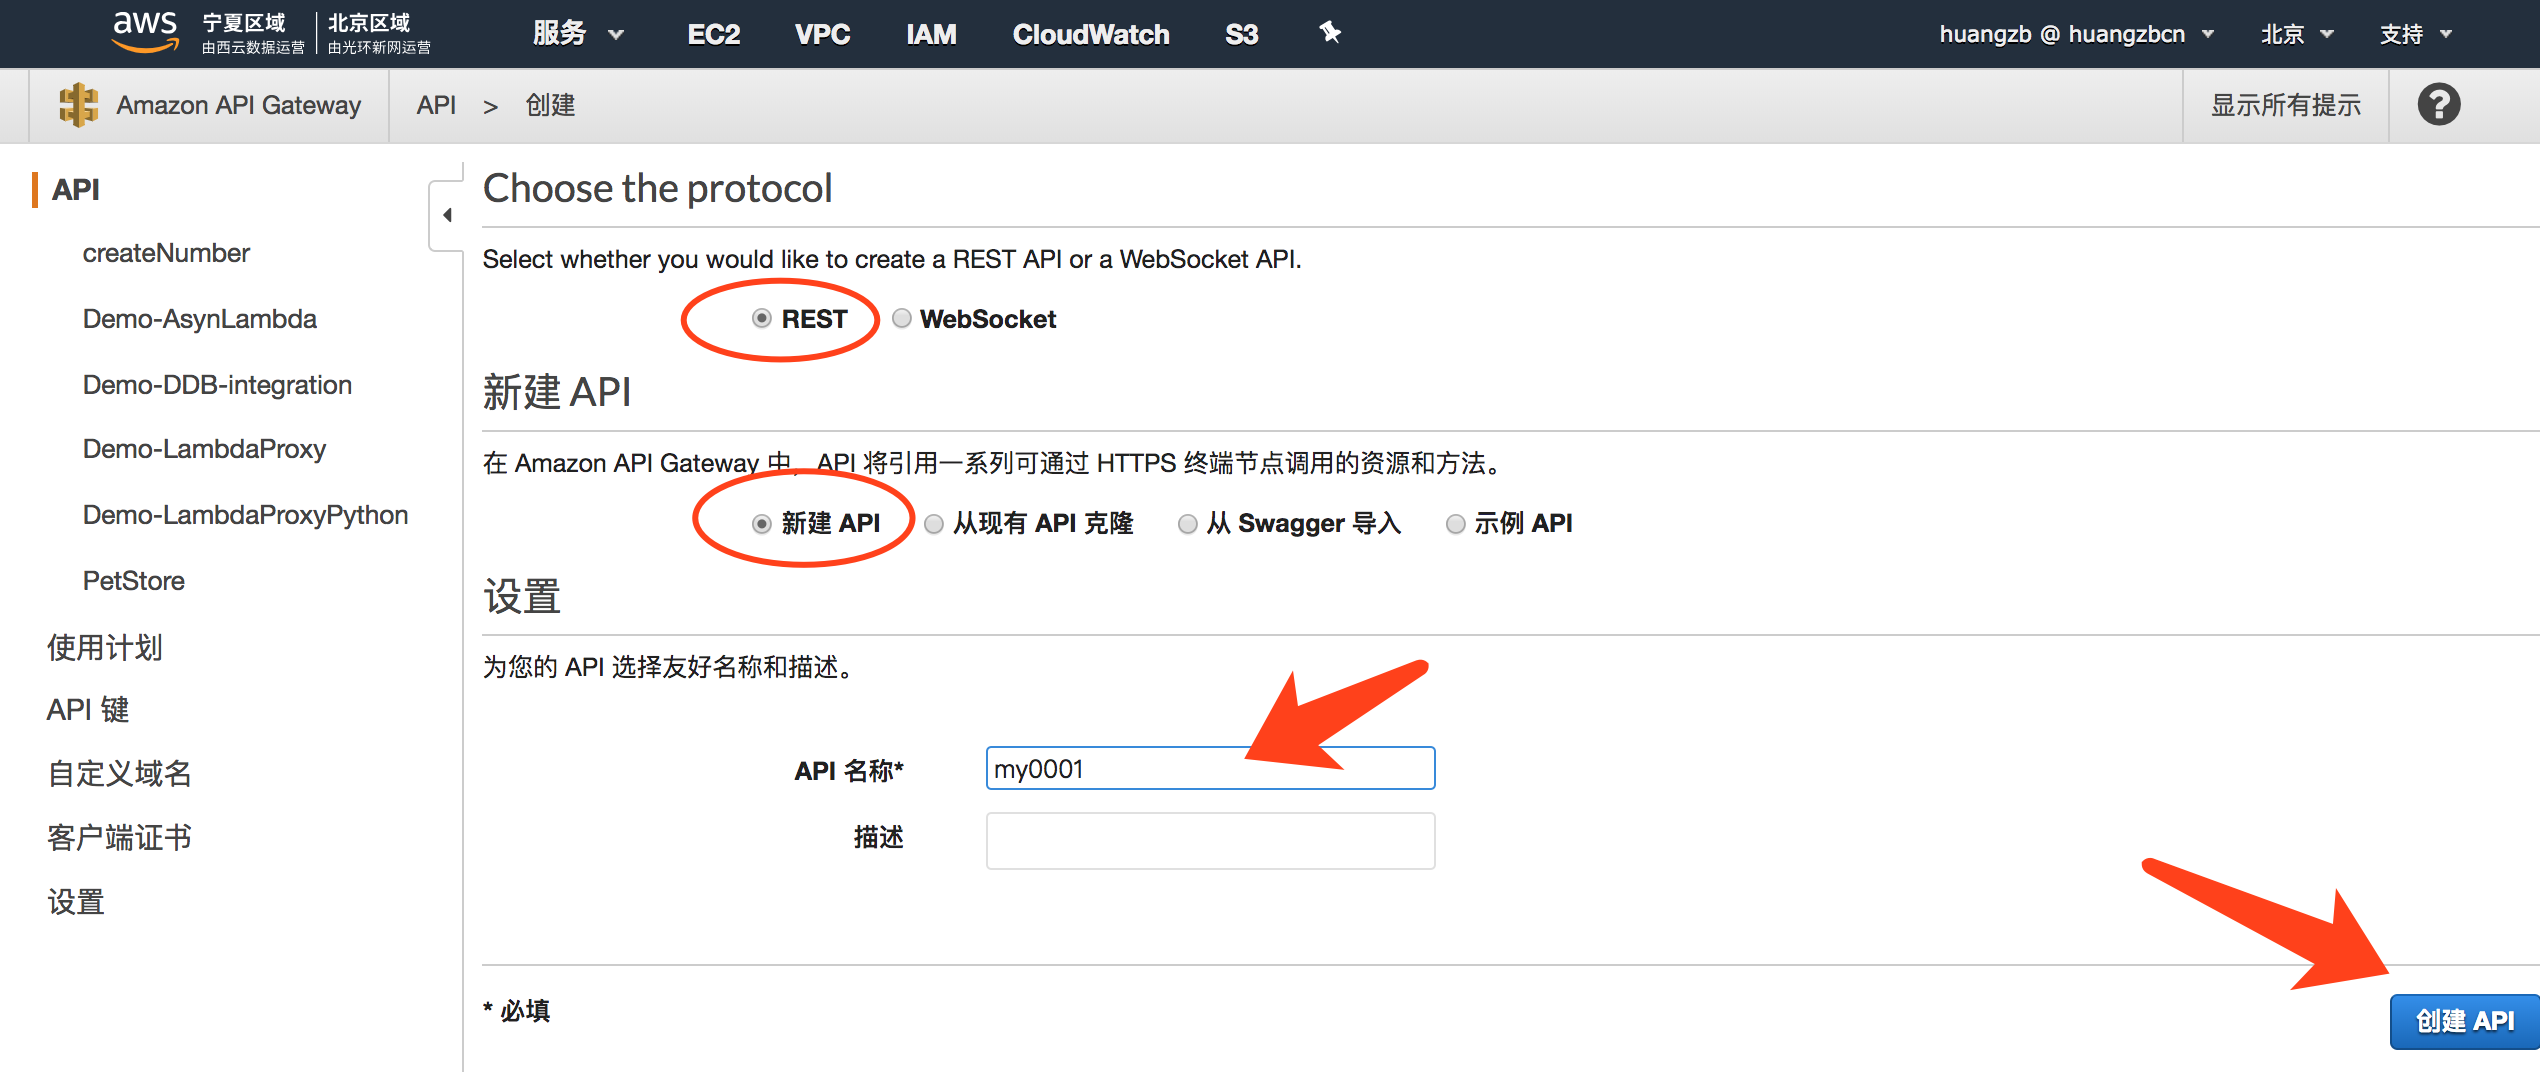 aws 宁夏区域 北京区域
由西云数据运营 由光环新网运营
服务 EC2 VPC IAM CloudWatch S3 huangzb @ huangzbcn 北京 支持
Amazon API Gateway API > 创建 显示所有提示 ?
API
createNumber
Demo-AsynLambda
Demo-DDB-integration
Demo-LambdaProxy
Demo-LambdaProxyPython
PetStore
使用计划
API 键
自定义域名
客户端证书
设置
Choose the protocol
Select whether you would like to create a REST API or a WebSocket API.
REST WebSocket
新建 API
在 Amazon API Gateway 中，API 将引用一系列可通过 HTTPS 终端节点调用的资源和方法。
新建 API 从现有 API 克隆 从 Swagger 导入 示例 API
设置
为您的 API 选择友好名称和描述。
API 名称* my0001
描述
* 必填
创建 API